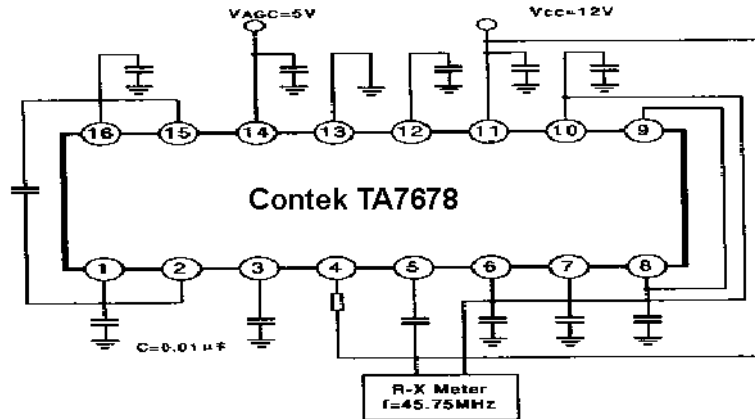 VAGC=5V
Vcc=12V
16 15 14 13 12 11 10 9
Contek TA7678
1 2 3 4 5 6 7 8
C=0.01μF
R-X Meter
f=45.75MHz